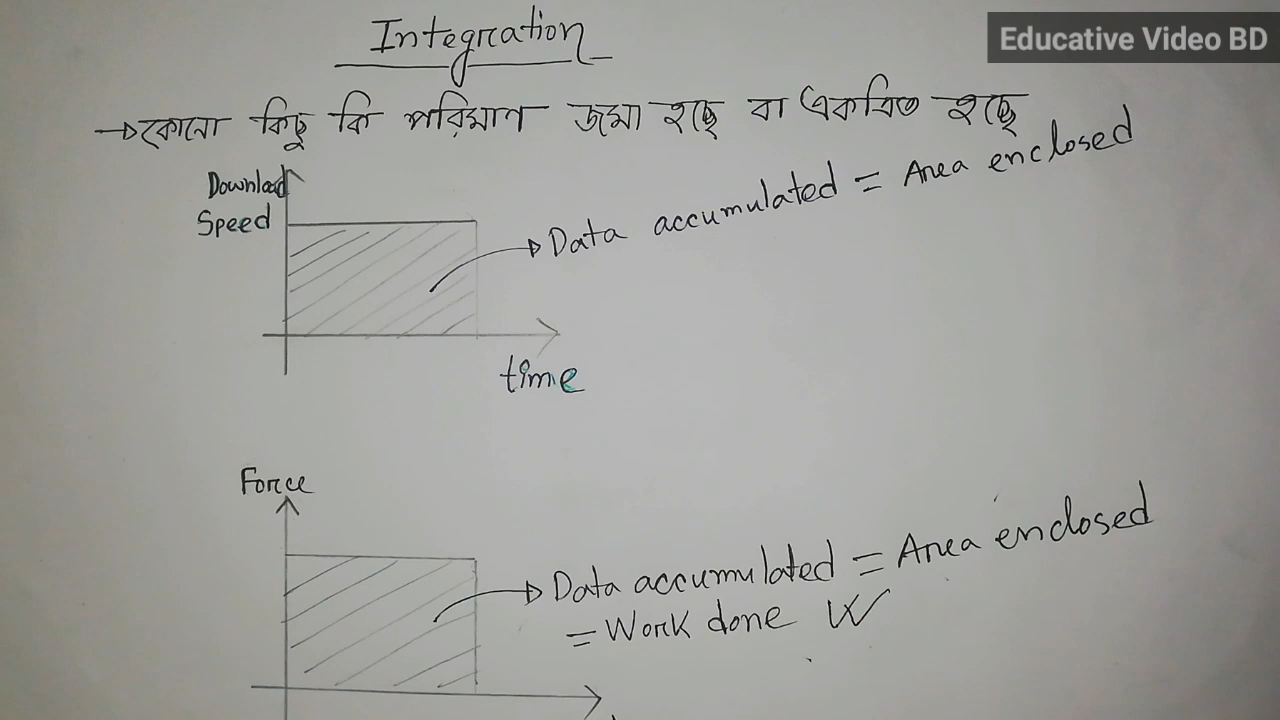 Integration
Educative Video BD
→ কোনো কিছু কি পরিমাণ জমা হচ্ছে বা একত্রিত হচ্ছে
Download
Speed
→ Data accumulated = Area enclosed
time
Force
→ Data accumulated = Area enclosed
= Work done W